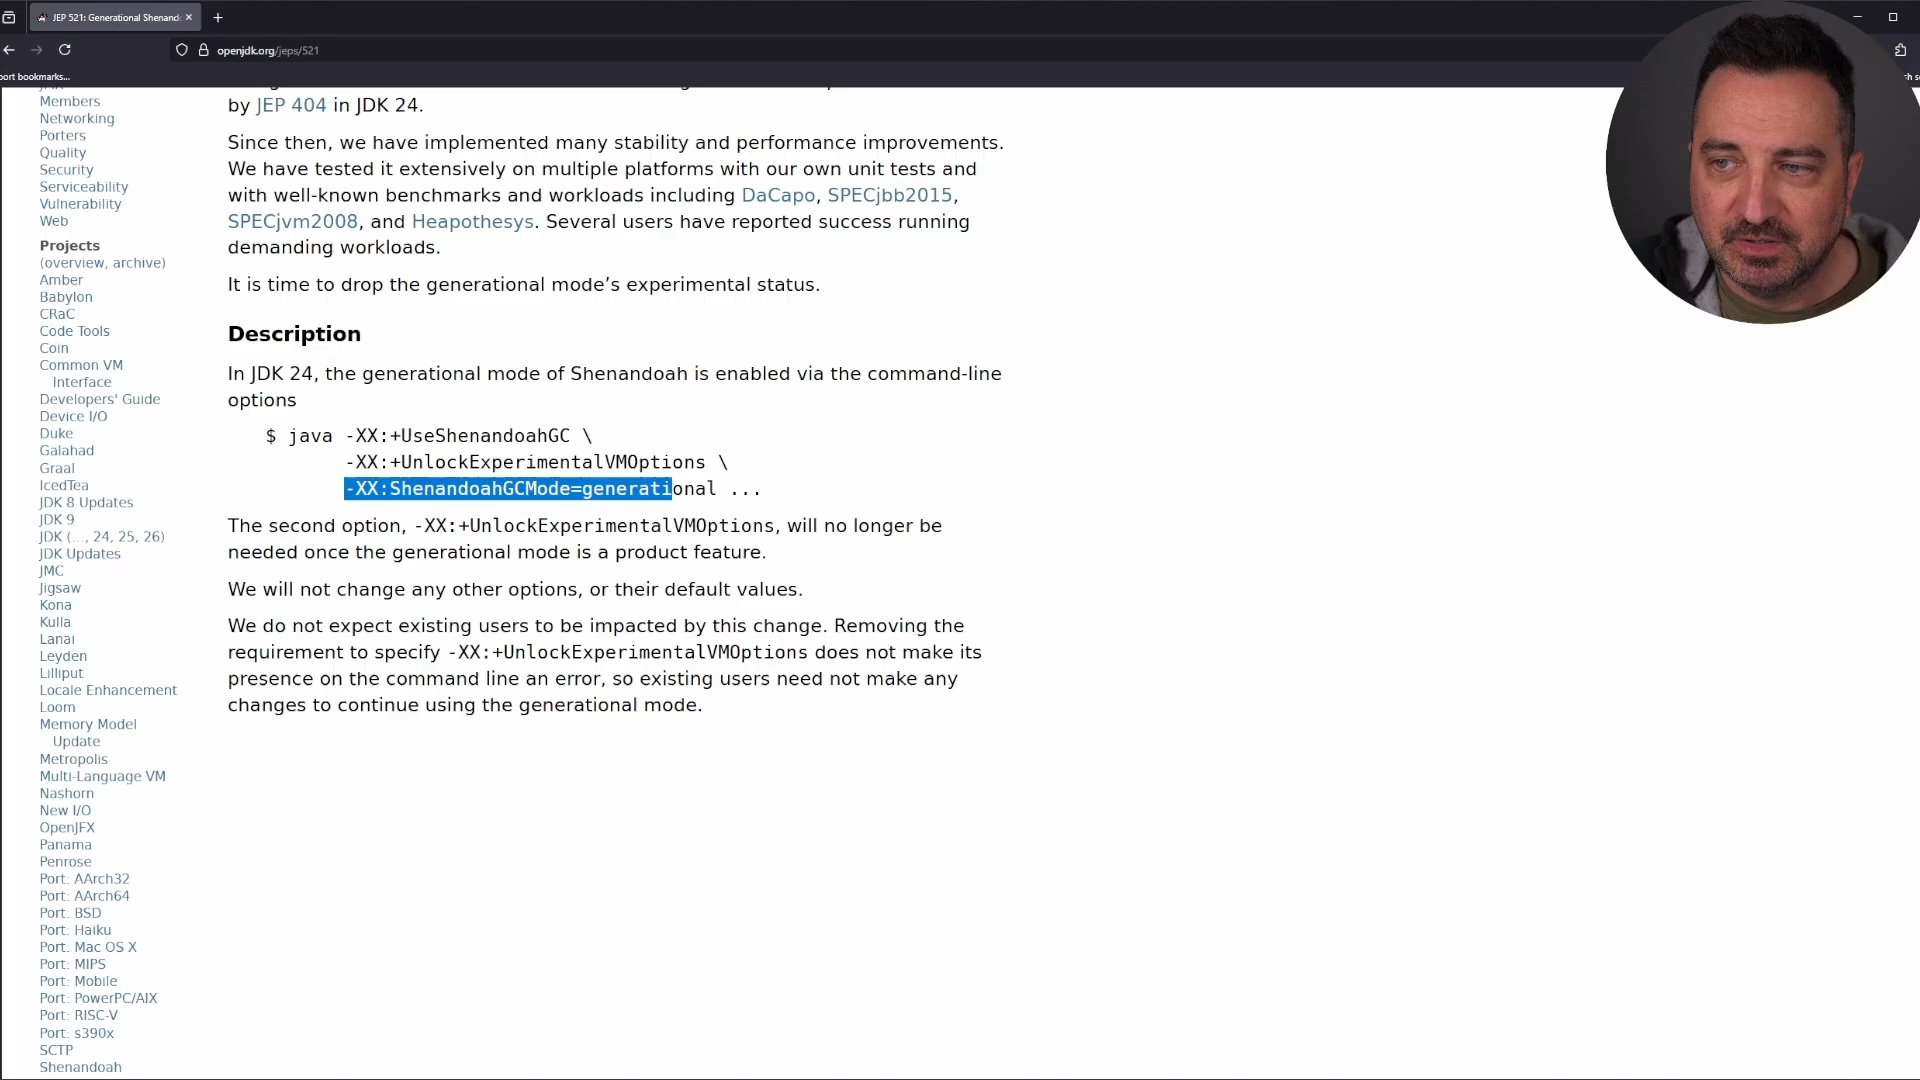 JEP 521: Generational Shenand
openjdk.org/jeps/521
port bookmarks...
Members
Networking
Porters
Quality
Security
Serviceability
Vulnerability
Web
Projects
(overview, archive)
Amber
Babylon
CRaC
Code Tools
Coin
Common VM
Interface
Developers' Guide
Device I/O
Duke
Galahad
Graal
IcedTea
JDK 8 Updates
JDK 9
JDK (..., 24, 25, 26)
JDK Updates
JMC
Jigsaw
Kona
Kulla
Lanai
Leyden
Lilliput
Locale Enhancement
Loom
Memory Model
Update
Metropolis
Multi-Language VM
Nashorn
New I/O
OpenJFX
Panama
Penrose
Port: AArch32
Port: AArch64
Port: BSD
Port: Haiku
Port: Mac OS X
Port: MIPS
Port: Mobile
Port: PowerPC/AIX
Port: RISC-V
Port: s390x
SCTP
Shenandoah
by JEP 404 in JDK 24.
Since then, we have implemented many stability and performance improvements.
We have tested it extensively on multiple platforms with our own unit tests and
with well-known benchmarks and workloads including DaCapo, SPECjbb2015,
SPECjvm2008, and Heapothesys. Several users have reported success running
demanding workloads.
It is time to drop the generational mode’s experimental status.
Description
In JDK 24, the generational mode of Shenandoah is enabled via the command-line
options
$ java -XX:+UseShenandoahGC \
-XX:+UnlockExperimentalVMOptions \
-XX:ShenandoahGCMode=generational ...
The second option, -XX:+UnlockExperimentalVMOptions, will no longer be
needed once the generational mode is a product feature.
We will not change any other options, or their default values.
We do not expect existing users to be impacted by this change. Removing the
requirement to specify -XX:+UnlockExperimentalVMOptions does not make its
presence on the command line an error, so existing users need not make any
changes to continue using the generational mode.